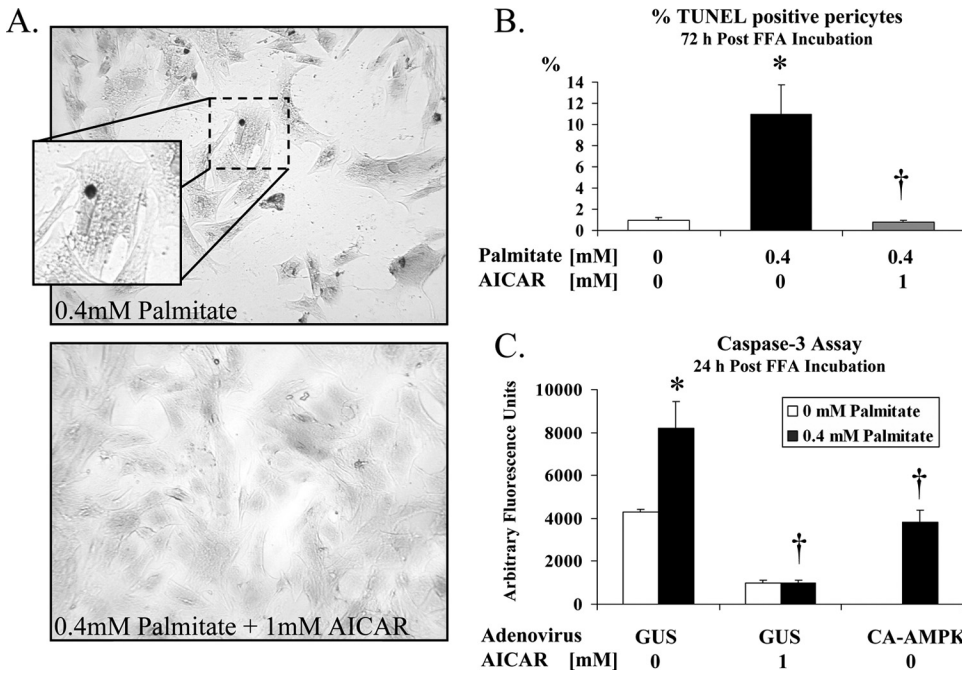 A.
0.4mM Palmitate
0.4mM Palmitate + 1mM AICAR
B.
% TUNEL positive pericytes
72 h Post FFA Incubation
%
14
12
10
8
6
4
2
0
*
†
Palmitate [mM] 0 0.4 0.4
AICAR [mM] 0 0 1
C.
Caspase-3 Assay
24 h Post FFA Incubation
Arbitrary Fluorescence Units
10000
8000
6000
4000
2000
0
*
†
†
0 mM Palmitate
0.4 mM Palmitate
Adenovirus GUS GUS CA-AMPK
AICAR [mM] 0 1 0